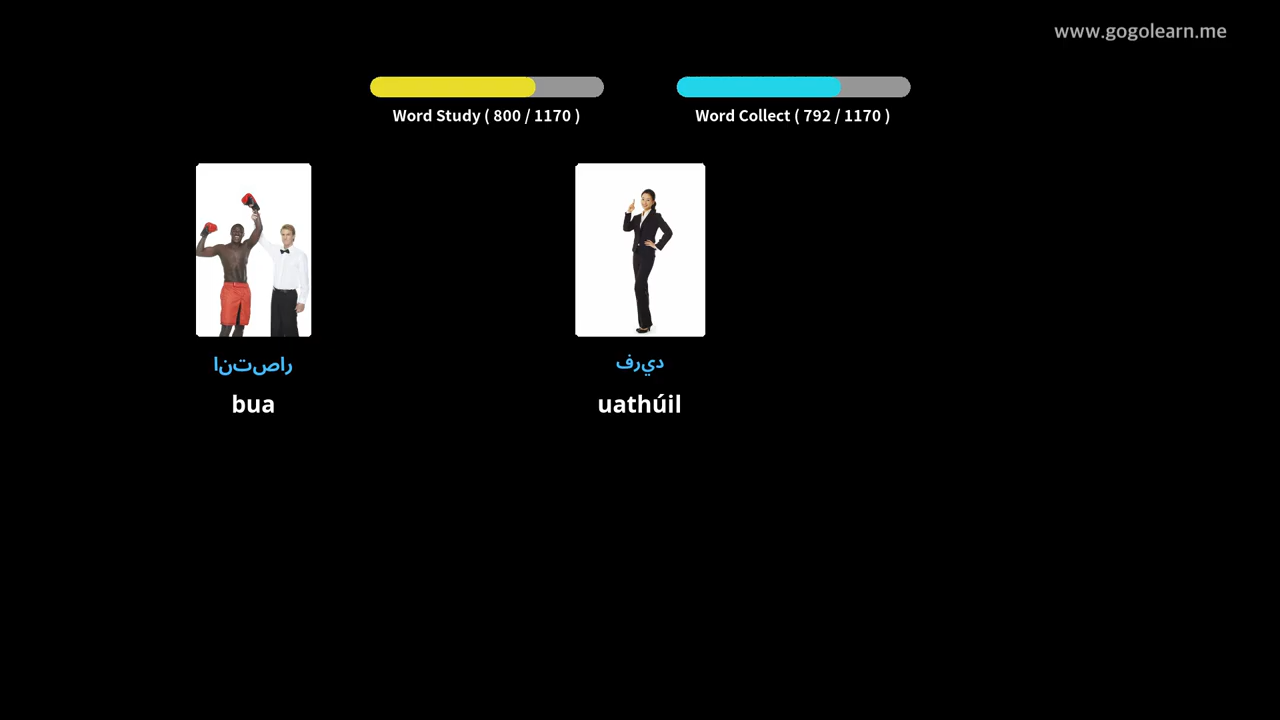 www.gogolearn.me
Word Study ( 800 / 1170 )
Word Collect ( 792 / 1170 )
انتصار
bua
فريد
uathúil